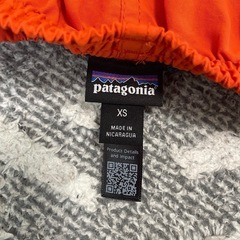 patagonia
XS
MADE IN
NICARAGUA
Product Details
and Impact